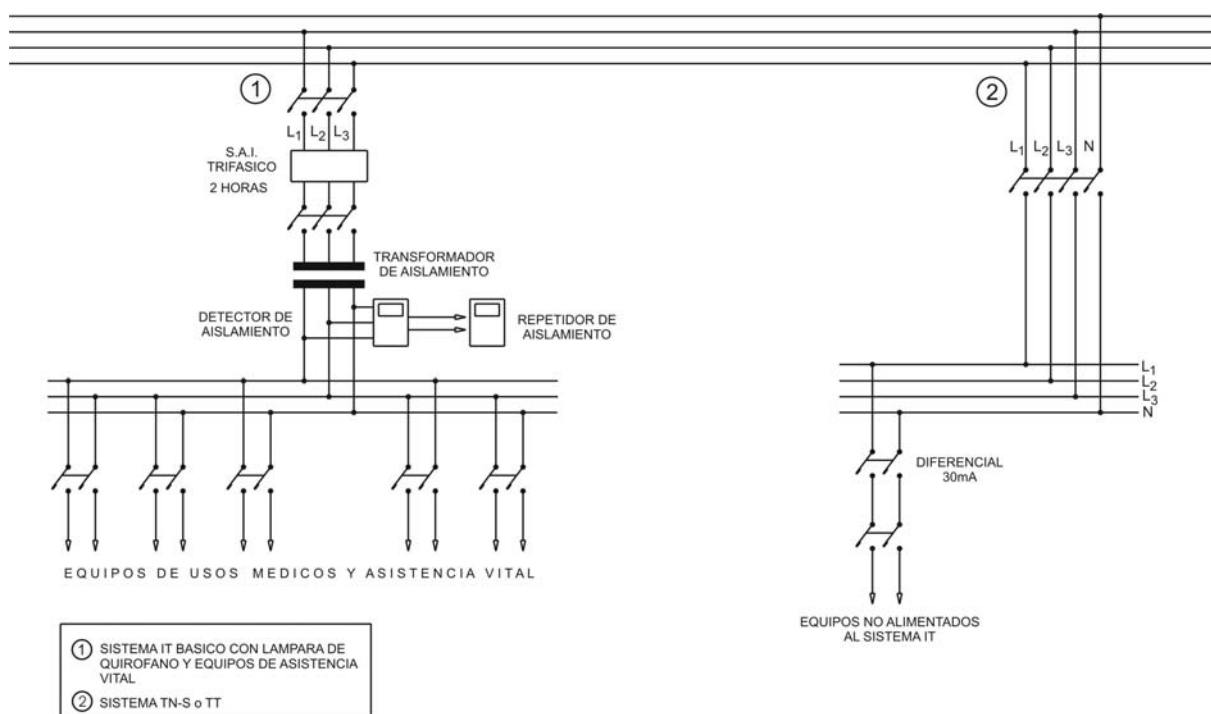 1
L1 L2 L3
S.A.I.
TRIFASICO
2 HORAS
TRANSFORMADOR
DE AISLAMIENTO
DETECTOR DE
AISLAMIENTO
REPETIDOR DE
AISLAMIENTO
EQUIPOS DE USOS MEDICOS Y ASISTENCIA VITAL
1 SISTEMA IT BASICO CON LAMPARA DE
QUIROFANO Y EQUIPOS DE ASISTENCIA
VITAL
2 SISTEMA TN-S o TT
2
L1 L2 L3 N
L1
L2
L3
N
DIFERENCIAL
30mA
EQUIPOS NO ALIMENTADOS
AL SISTEMA IT